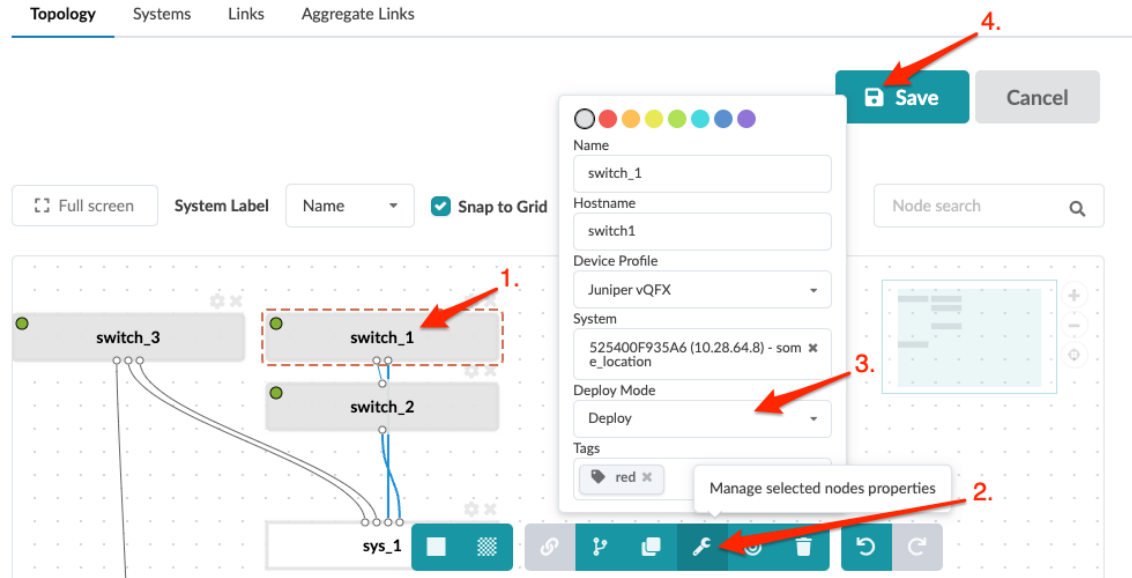 Topology Systems Links Aggregate Links
4.
Save Cancel
Name
switch_1
Full screen System Label Name Snap to Grid
Node search
Hostname
switch1
Device Profile
Juniper vQFX
1.
System
525400F935A6 (10.28.64.8) - som
e_location
3.
Deploy Mode
Deploy
Tags
red
switch_3
switch_1
switch_2
Manage selected nodes properties
2.
sys_1